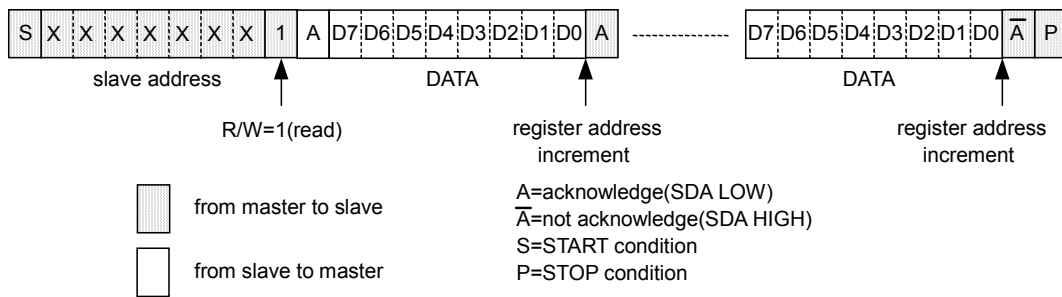 S X X X X X X X 1 A D7 D6 D5 D4 D3 D2 D1 D0 A D7 D6 D5 D4 D3 D2 D1 D0 A̅ P
slave address DATA DATA
R/W=1(read)
register address
increment
register address
increment
from master to slave
from slave to master
A=acknowledge(SDA LOW)
A̅=not acknowledge(SDA HIGH)
S=START condition
P=STOP condition